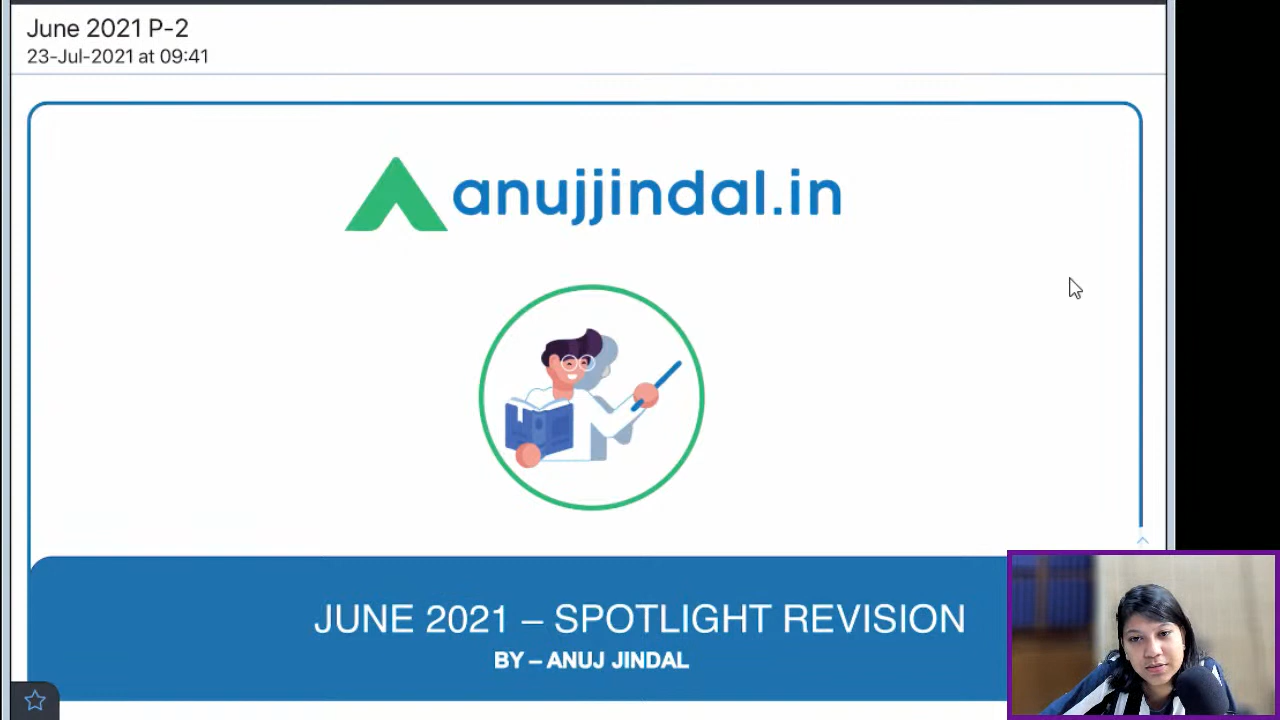 June 2021 P-2
23-Jul-2021 at 09:41
anujjindal.in
JUNE 2021 – SPOTLIGHT REVISION
BY – ANUJ JINDAL